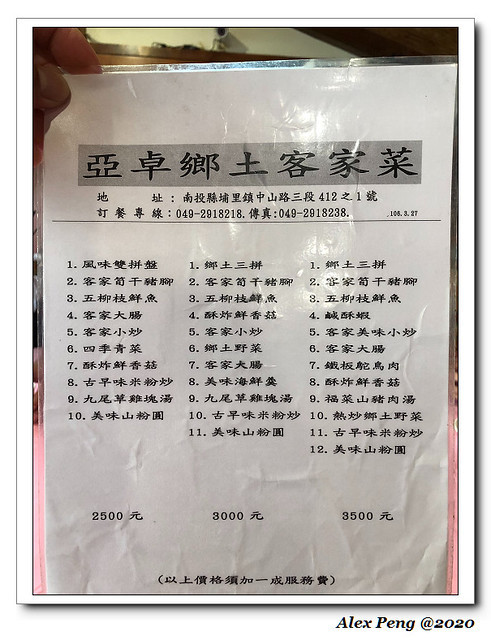 亞卓鄉土客家菜
地 址：南投縣埔里鎮中山路三段412之1號
訂餐專線：049-2918218.傳真:049-2918238.
.106.3.27
1.風味雙拼盤
2.客家筍干豬腳
3.五柳枝鮮魚
4.客家大腸
5.客家小炒
6.四季青菜
7.酥炸鮮香菇
8.古早味米粉炒
9.九尾草雞塊湯
10.美味山粉圓
2500 元
1.鄉土三拼
2.客家筍干豬腳
3.五柳枝鮮魚
4.酥炸鮮香菇
5.客家小炒
6.鄉土野菜
7.客家大腸
8.美味海鮮羹
9.九尾草雞塊湯
10.古早味米粉炒
11.美味山粉圓
3000 元
1.鄉土三拼
2.客家筍干豬腳
3.五柳枝鮮魚
4.鹹酥蝦
5.客家美味小炒
6.客家大腸
7.鐵板鴕鳥肉
8.酥炸鮮香菇
9.福菜山豬肉湯
10.熱炒鄉土野菜
11.古早味米粉炒
12.美味山粉圓
3500 元
(以上價格須加一成服務費)
Alex Peng @2020